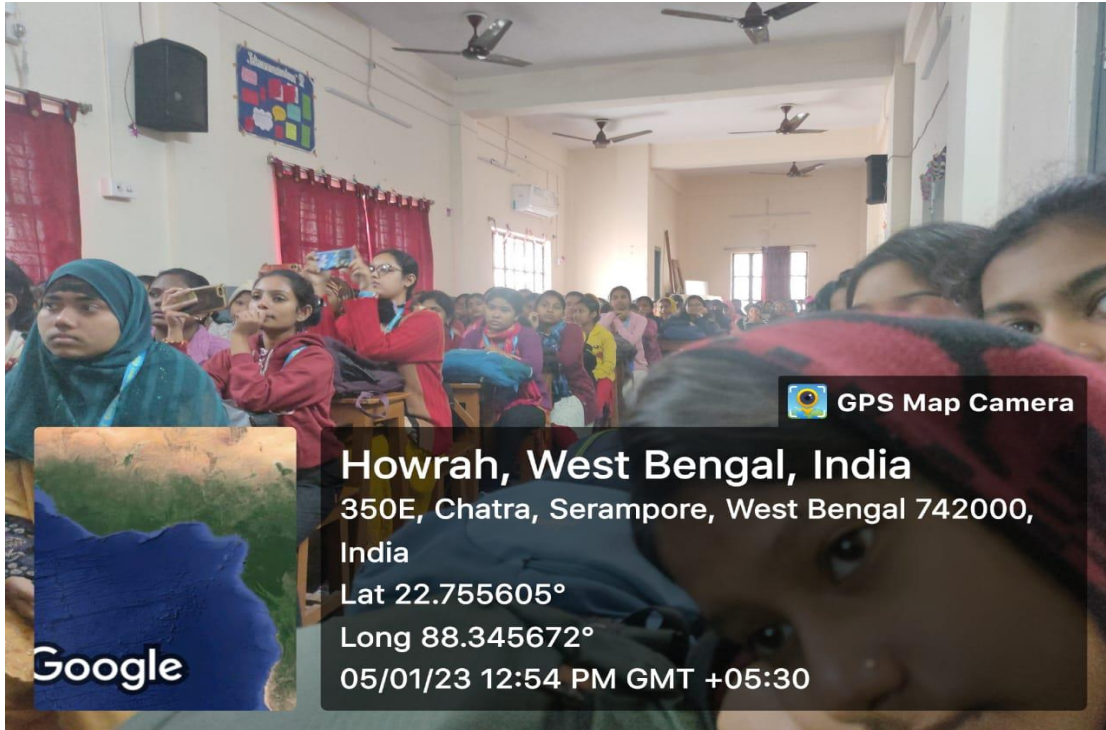 GPS Map Camera
Howrah, West Bengal, India
350E, Chatra, Serampore, West Bengal 742000,
India
Lat 22.755605°
Long 88.345672°
05/01/23 12:54 PM GMT +05:30
Google